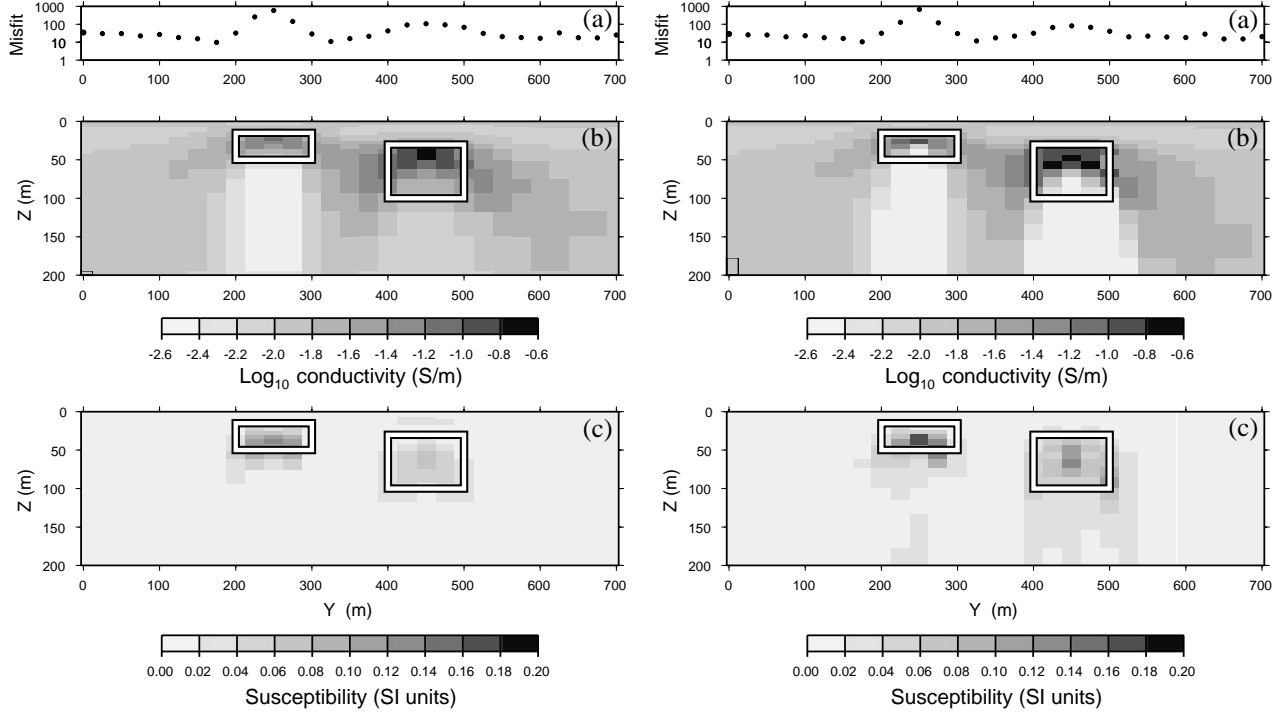 1000
100
10
1
Misfit
(a)
0 100 200 300 400 500 600 700
0
50
100
150
200
Z (m)
(b)
0 100 200 300 400 500 600 700
-2.6 -2.4 -2.2 -2.0 -1.8 -1.6 -1.4 -1.2 -1.0 -0.8 -0.6
Log10 conductivity (S/m)
0
50
100
150
200
Z (m)
(c)
0 100 200 300 400 500 600 700
Y (m)
0.00 0.02 0.04 0.06 0.08 0.10 0.12 0.14 0.16 0.18 0.20
Susceptibility (SI units)
1000
100
10
1
Misfit
(a)
0 100 200 300 400 500 600 700
0
50
100
150
200
Z (m)
(b)
0 100 200 300 400 500 600 700
-2.6 -2.4 -2.2 -2.0 -1.8 -1.6 -1.4 -1.2 -1.0 -0.8 -0.6
Log10 conductivity (S/m)
0
50
100
150
200
Z (m)
(c)
0 100 200 300 400 500 600 700
Y (m)
0.00 0.02 0.04 0.06 0.08 0.10 0.12 0.14 0.16 0.18 0.20
Susceptibility (SI units)